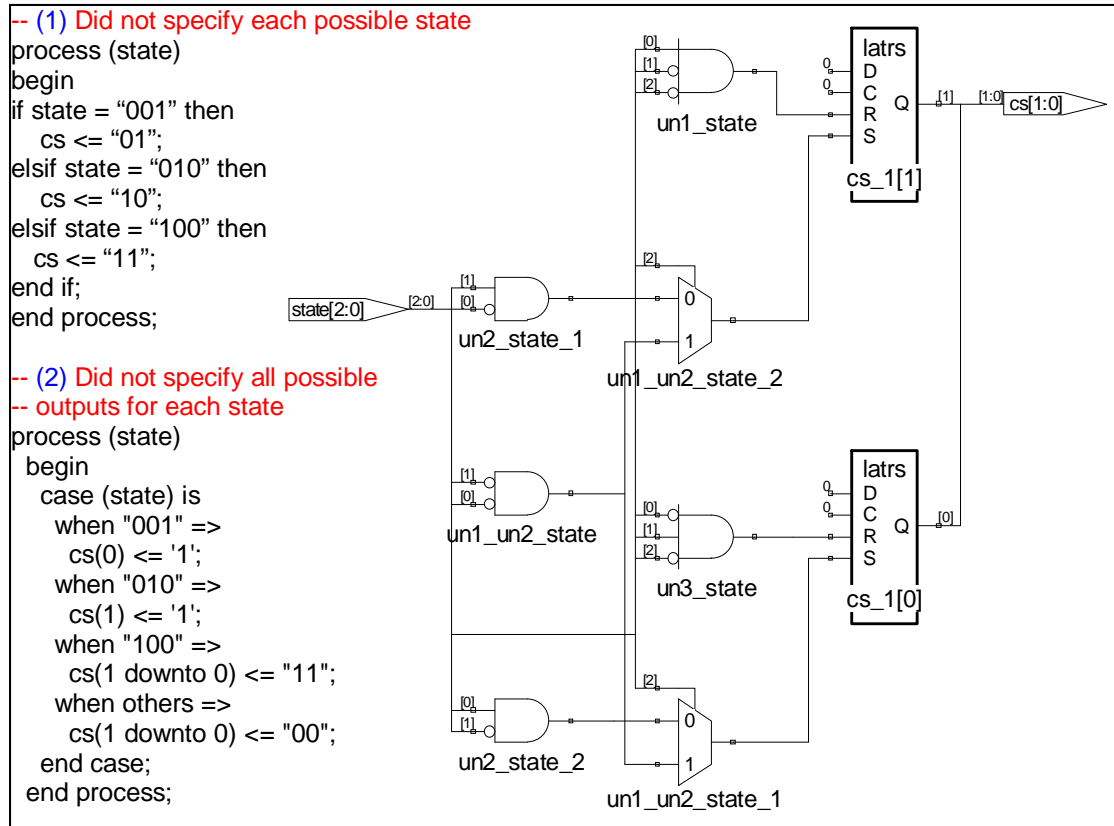 -- (1) Did not specify each possible state
process (state)
begin
if state = “001” then
cs <= “01”;
elsif state = “010” then
cs <= “10”;
elsif state = “100” then
cs <= “11”;
end if;
end process;
-- (2) Did not specify all possible
-- outputs for each state
process (state)
begin
case (state) is
when "001" =>
cs(0) <= '1';
when "010" =>
cs(1) <= '1';
when "100" =>
cs(1 downto 0) <= "11";
when others =>
cs(1 downto 0) <= "00";
end case;
end process;
state[2:0]
[2:0]
[1]
[0]
un2_state_1
[1]
[0]
un1_un2_state
[0]
[1]
un2_state_2
[0]
[1]
[2]
un1_state
[2]
0
1
un1_un2_state_2
[0]
[1]
[2]
un3_state
[2]
0
1
un1_un2_state_1
latrs
0
D
0
C
R
S
Q
[1]
cs_1[1]
[1:0]
cs[1:0]
latrs
0
D
0
C
R
S
Q
[0]
cs_1[0]